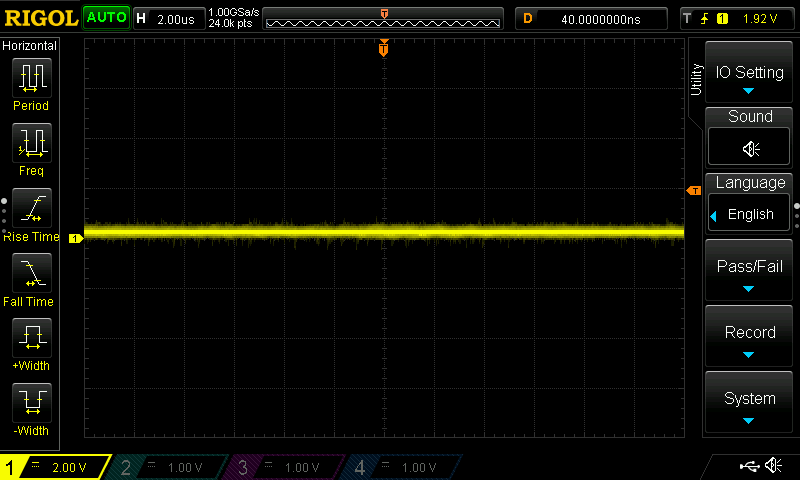 RIGOL AUTO H 2.00us 1.00GSa/s D 40.0000000ns T 1 1.92 V
24.0k pts
T
Horizontal
Period
Freq
Rise Time
Fall Time
+Width
-Width
T
1
Utility
IO Setting
Sound
Language
English
Pass/Fail
Record
System
1 2.00 V 2 1.00 V 3 1.00 V 4 1.00 V